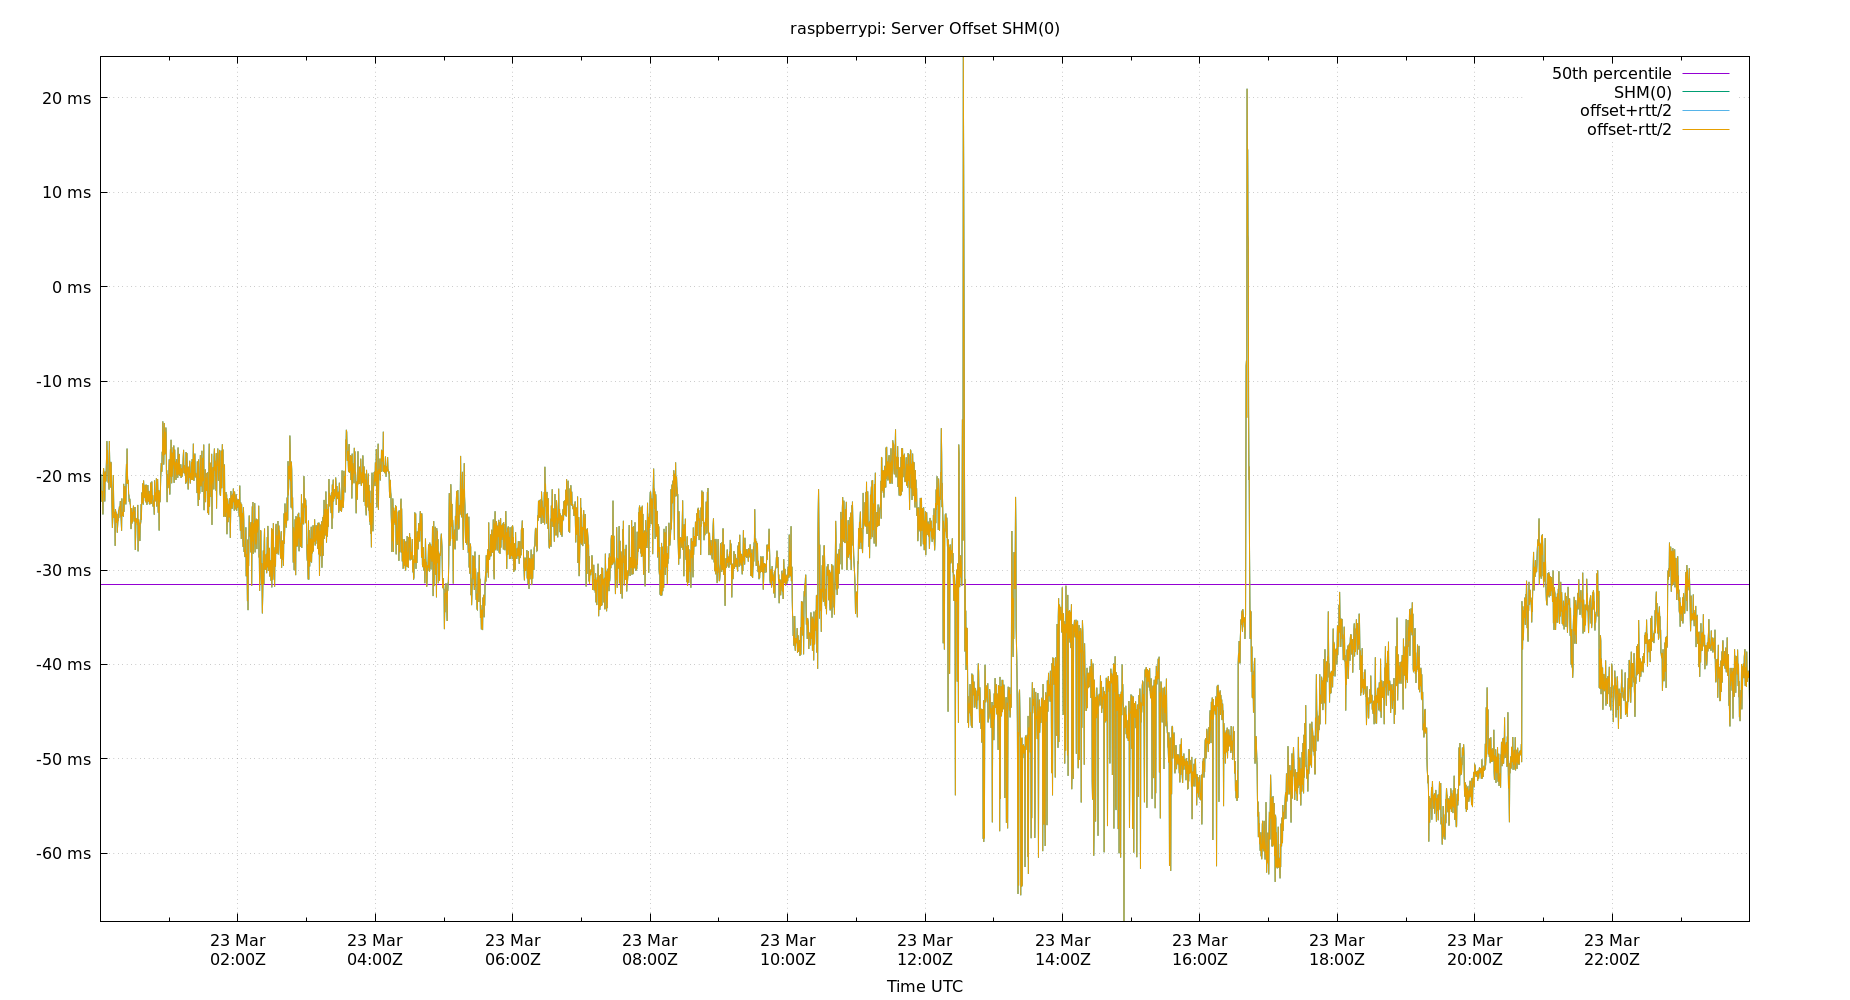 raspberrypi: Server Offset SHM(0)
50th percentile
SHM(0)
offset+rtt/2
offset-rtt/2
20 ms
10 ms
0 ms
-10 ms
-20 ms
-30 ms
-40 ms
-50 ms
-60 ms
23 Mar 23 Mar 23 Mar 23 Mar 23 Mar 23 Mar 23 Mar 23 Mar 23 Mar 23 Mar 23 Mar
02:00Z 04:00Z 06:00Z 08:00Z 10:00Z 12:00Z 14:00Z 16:00Z 18:00Z 20:00Z 22:00Z
Time UTC